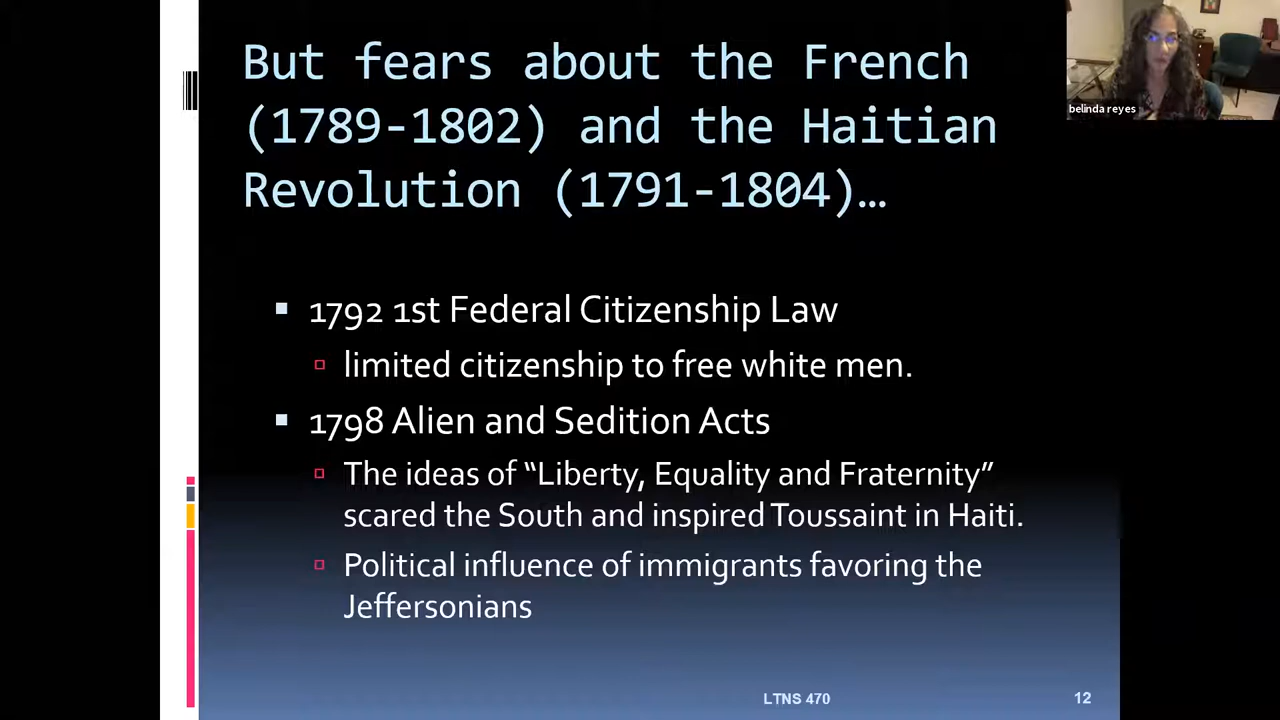 But fears about the French
(1789-1802) and the Haitian
Revolution (1791-1804)…
belinda reyes
1792 1st Federal Citizenship Law
limited citizenship to free white men.
1798 Alien and Sedition Acts
The ideas of “Liberty, Equality and Fraternity”
scared the South and inspired Toussaint in Haiti.
Political influence of immigrants favoring the
Jeffersonians
LTNS 470
12